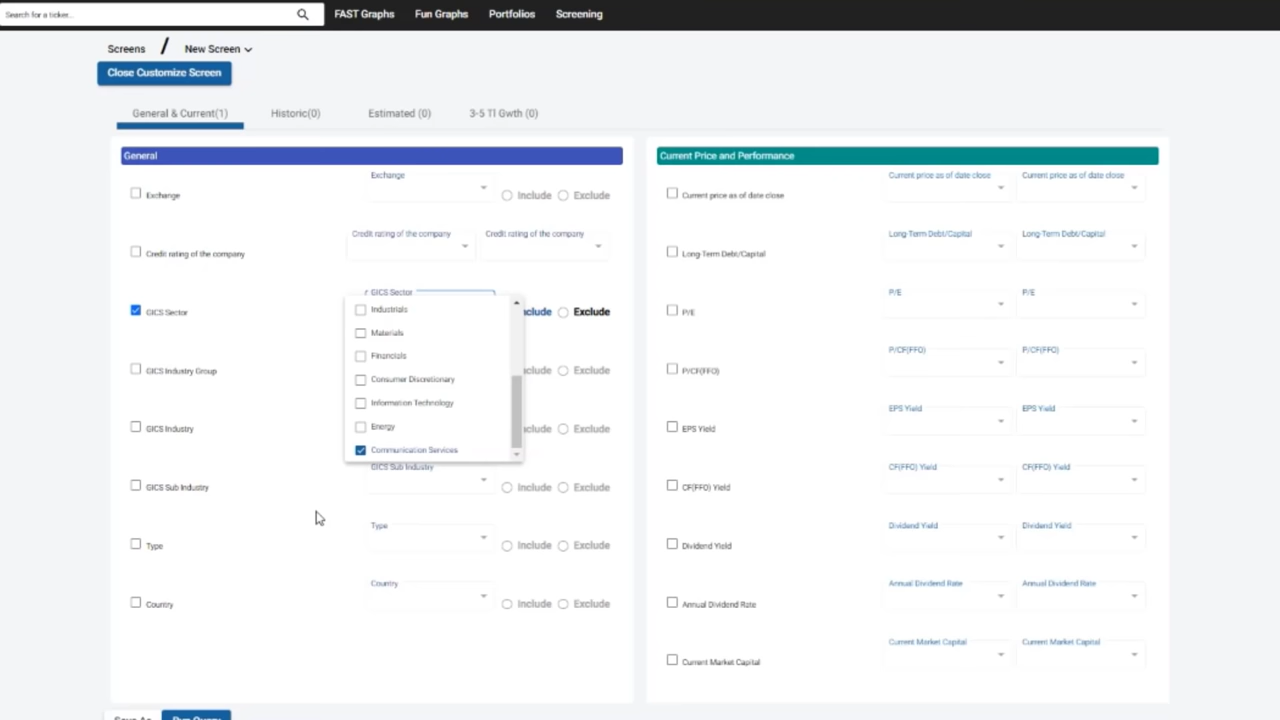 Search for a ticker...
FAST Graphs
Fun Graphs
Portfolios
Screening
Screens / New Screen
Close Customize Screen
General & Current(1)
Historic(0)
Estimated (0)
3-5 Tl Gwth (0)
General
Exchange
Exchange
Include
Exclude
Credit rating of the company
Credit rating of the company
Credit rating of the company
GICS Sector
GICS Sector
Exclude
Industrials
Materials
Financials
Consumer Discretionary
Information Technology
Energy
Communication Services
GICS Industry Group
Exclude
GICS Industry
Exclude
GICS Sub Industry
GICS Sub Industry
Include
Exclude
Type
Type
Include
Exclude
Country
Country
Include
Exclude
Current Price and Performance
Current price as of date close
Current price as of date close
Current price as of date close
Long-Term Debt/Capital
Long-Term Debt/Capital
Long-Term Debt/Capital
P/E
P/E
P/E
P/CF(FFO)
P/CF(FFO)
P/CF(FFO)
EPS Yield
EPS Yield
EPS Yield
CF(FFO) Yield
CF(FFO) Yield
CF(FFO) Yield
Dividend Yield
Dividend Yield
Dividend Yield
Annual Dividend Rate
Annual Dividend Rate
Annual Dividend Rate
Current Market Capital
Current Market Capital
Current Market Capital
Save As
Run Query